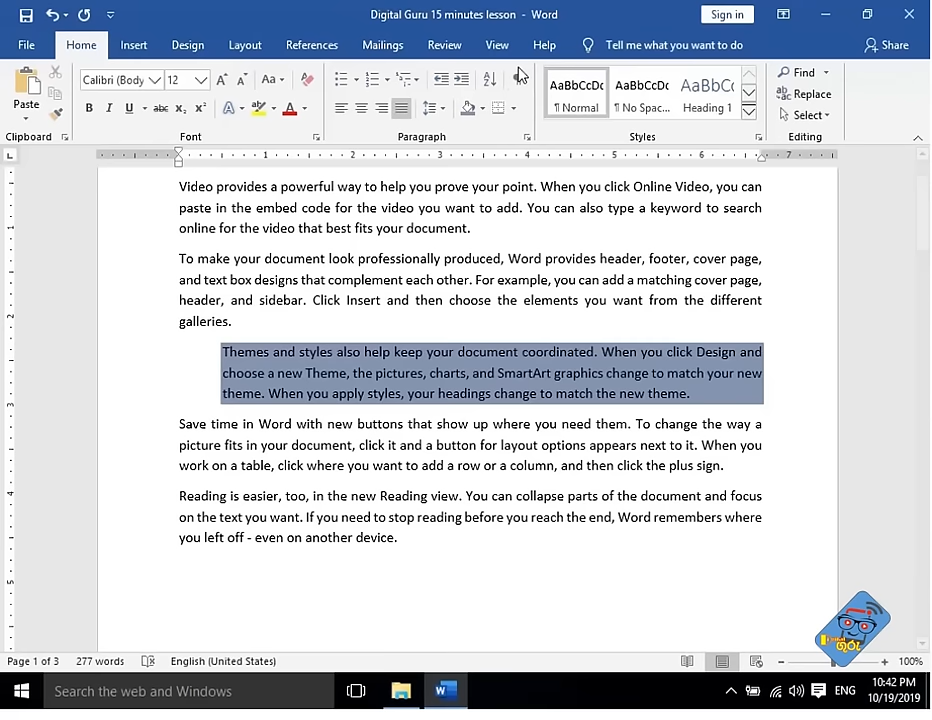 Digital Guru 15 minutes lesson - Word
Sign in
File Home Insert Design Layout References Mailings Review View Help Tell me what you want to do Share
Paste
Calibri (Body 12 Aa
B I U abc X₂ X² A ab A
AaBbCcDc AaBbCcDc AaBbCc
¶ Normal ¶ No Spac... Heading 1
Find
Replace
Select
Clipboard Font Paragraph Styles Editing
1 2 3 4 5 6 7
Video provides a powerful way to help you prove your point. When you click Online Video, you can
paste in the embed code for the video you want to add. You can also type a keyword to search
online for the video that best fits your document.
To make your document look professionally produced, Word provides header, footer, cover page,
and text box designs that complement each other. For example, you can add a matching cover page,
header, and sidebar. Click Insert and then choose the elements you want from the different
galleries.
Themes and styles also help keep your document coordinated. When you click Design and
choose a new Theme, the pictures, charts, and SmartArt graphics change to match your new
theme. When you apply styles, your headings change to match the new theme.
Save time in Word with new buttons that show up where you need them. To change the way a
picture fits in your document, click it and a button for layout options appears next to it. When you
work on a table, click where you want to add a row or a column, and then click the plus sign.
Reading is easier, too, in the new Reading view. You can collapse parts of the document and focus
on the text you want. If you need to stop reading before you reach the end, Word remembers where
you left off - even on another device.
Page 1 of 3 277 words English (United States) 100%
Search the web and Windows
ENG
10:42 PM
10/19/2019